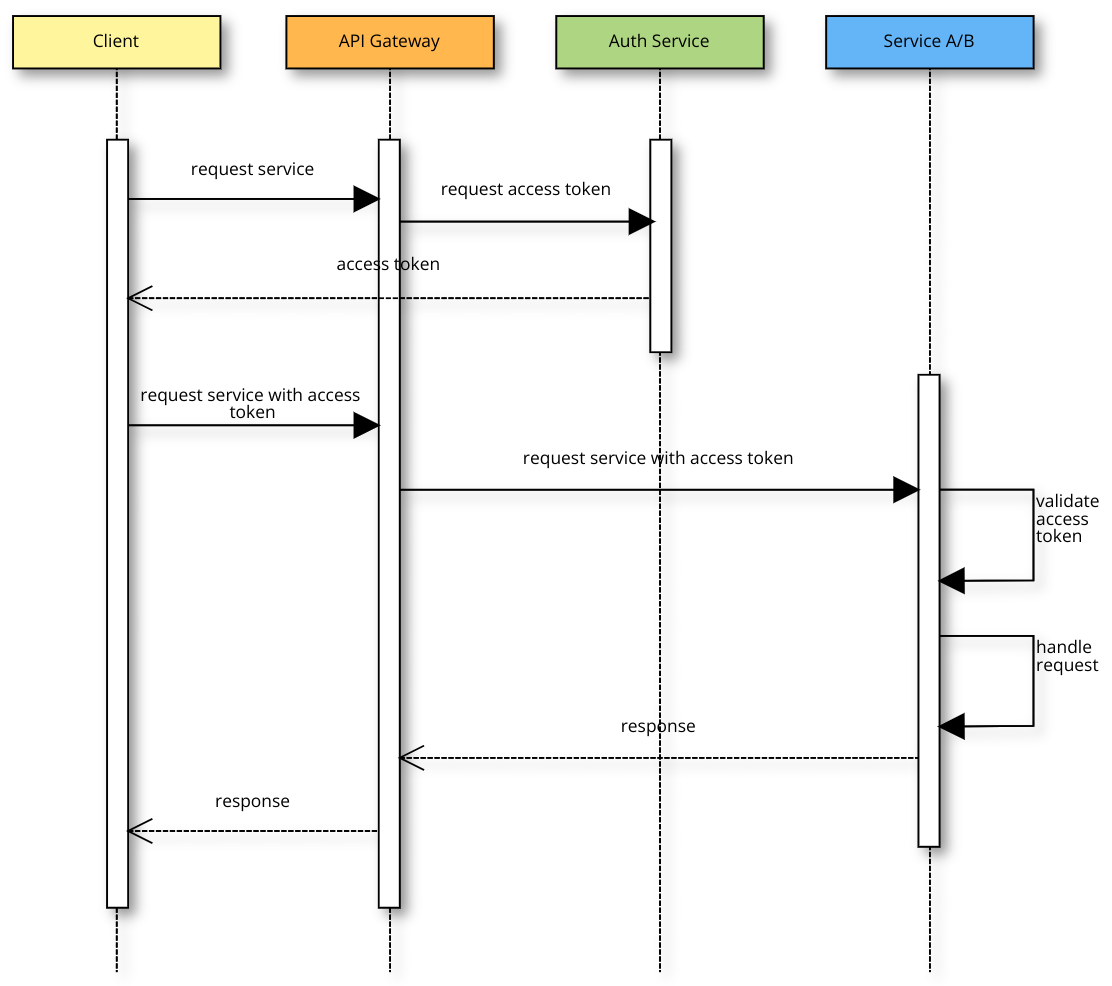 Client
API Gateway
Auth Service
Service A/B
request service
request access token
access token
request service with access
token
request service with access token
validate
access
token
handle
request
response
response